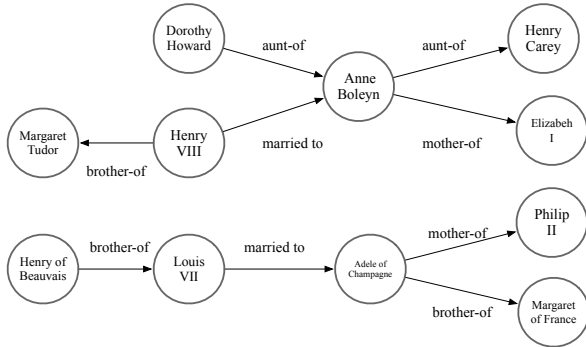 Dorothy
Howard
aunt-of
aunt-of
Henry
Carey
Anne
Boleyn
Margaret
Tudor
Henry
VIII
brother-of
married to
mother-of
Elizabeh
I
Henry of
Beauvais
brother-of
Louis
VII
married to
Adele of
Champagne
mother-of
Philip
II
brother-of
Margaret
of France